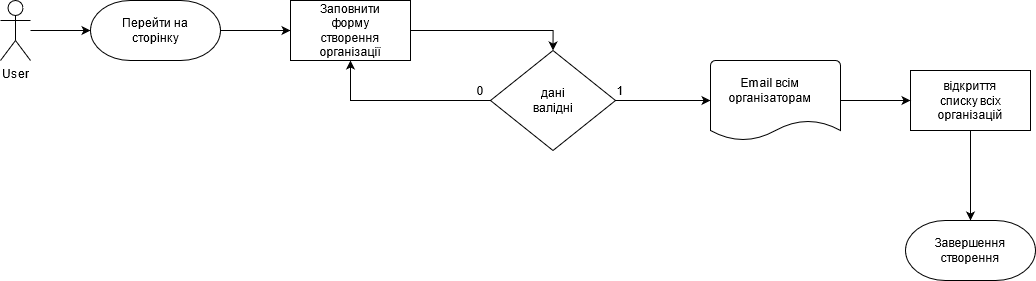 User
Перейти на
сторінку
Заповнити
форму
створення
організації
0
дані
валідні
1
Email всім
організаторам
відкриття
списку всіх
організацій
Завершення
створення